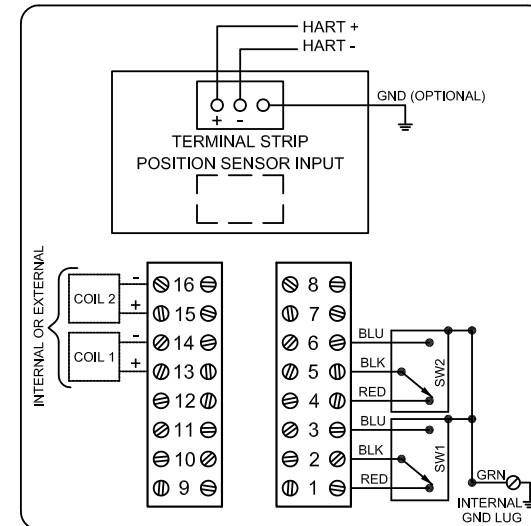 HART +
HART -
GND (OPTIONAL)
+ -
TERMINAL STRIP
POSITION SENSOR INPUT
INTERNAL OR EXTERNAL
COIL 2
- 16
+ 15
COIL 1
- 14
+ 13
12
11
10
9
8
7
BLU 6
BLK 5
RED 4
SW2
BLU 3
BLK 2
RED 1
SW1
GRN
INTERNAL
GND LUG